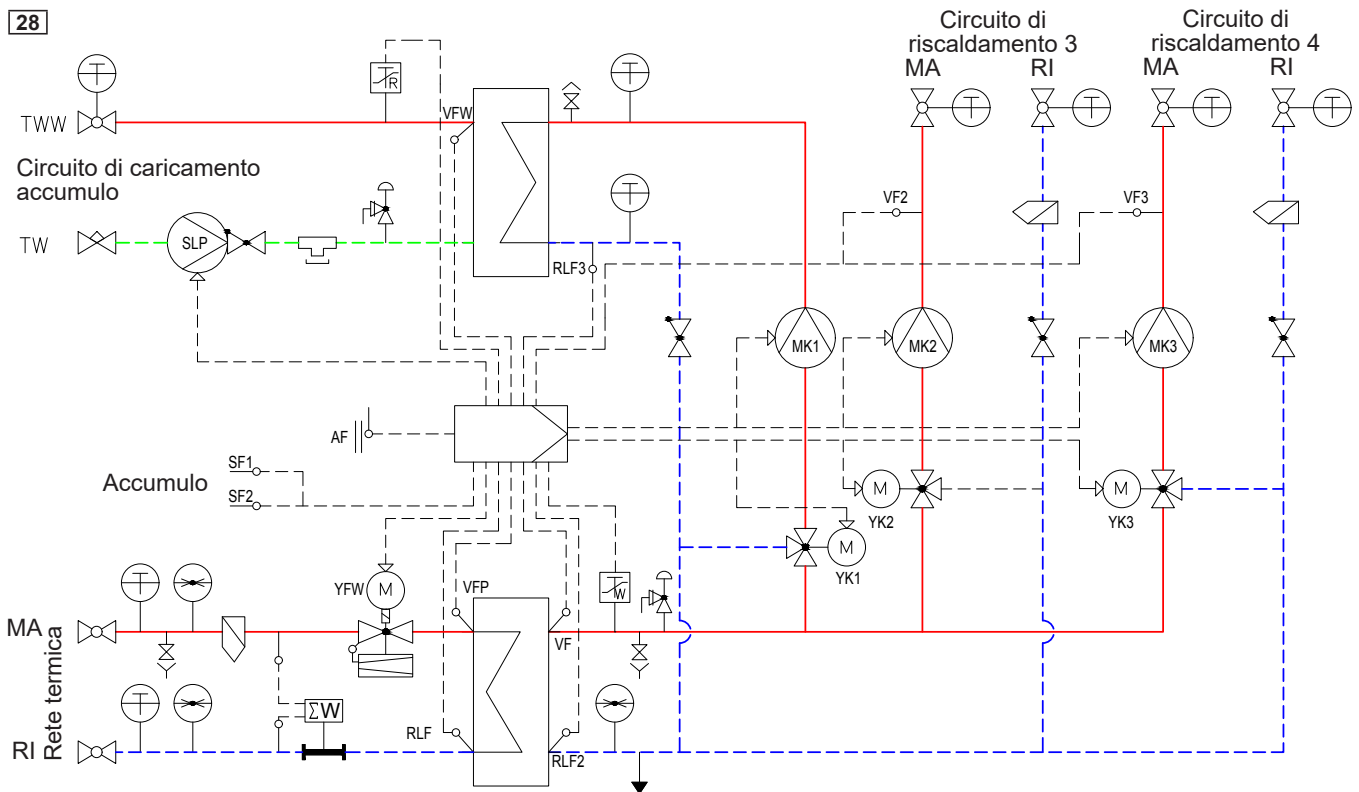 28
Circuito di
riscaldamento 3
Circuito di
riscaldamento 4
MA
RI
MA
RI
T
T
T
T
T
T
R
TWW
VFW
Circuito di caricamento
accumulo
T
VF2
VF3
TW
SLP
RLF3
MK1
MK2
MK3
AF
SF1
Accumulo
SF2
M
YK2
M
YK3
M
YK1
T
YFW
M
VFP
W
MA
VF
Rete termica
T
ΣW
RLF
RI
RLF2